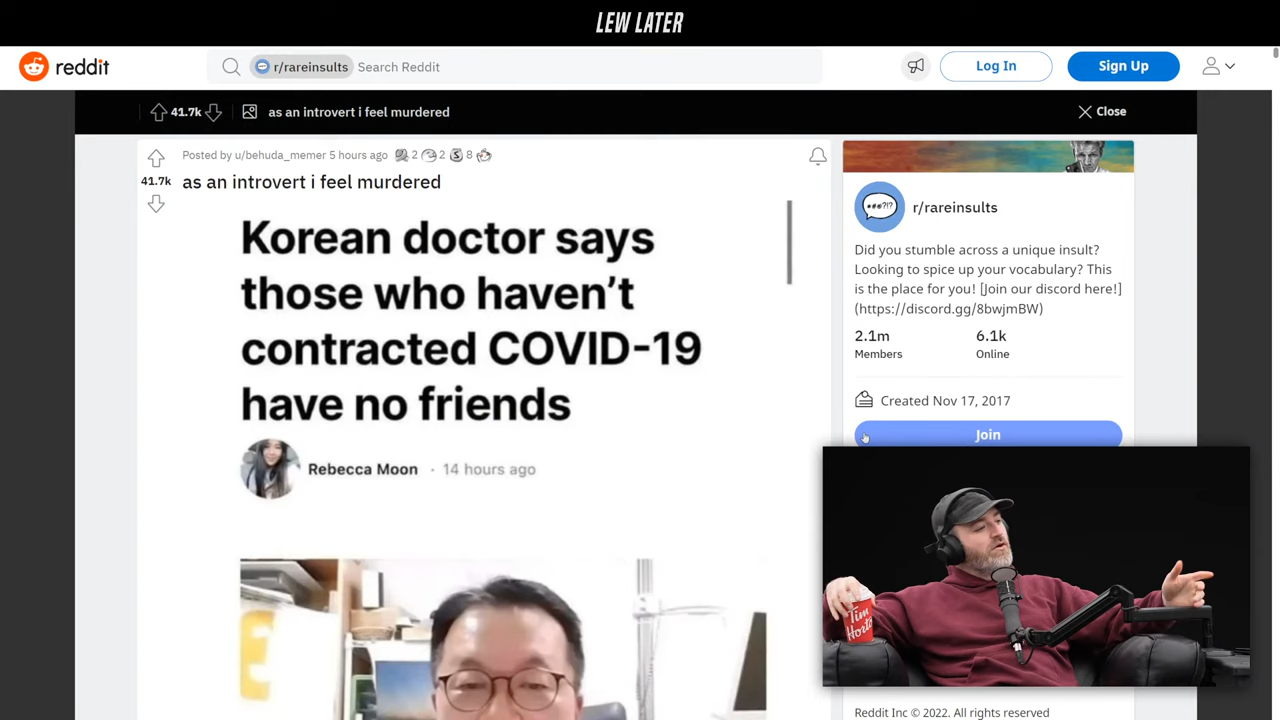 LEW LATER
reddit
r/rareinsults Search Reddit
Log In
Sign Up
41.7k
as an introvert i feel murdered
Close
Posted by u/behuda_memer 5 hours ago
2
2
8
41.7k
as an introvert i feel murdered
Korean doctor says
those who haven't
contracted COVID-19
have no friends
Rebecca Moon · 14 hours ago
#@#?!?
r/rareinsults
Did you stumble across a unique insult?
Looking to spice up your vocabulary? This
is the place for you! [Join our discord here!]
(https://discord.gg/8bwjmBW)
2.1m
6.1k
Members
Online
Created Nov 17, 2017
Join
Tim
Horto
Reddit Inc © 2022. All rights reserved